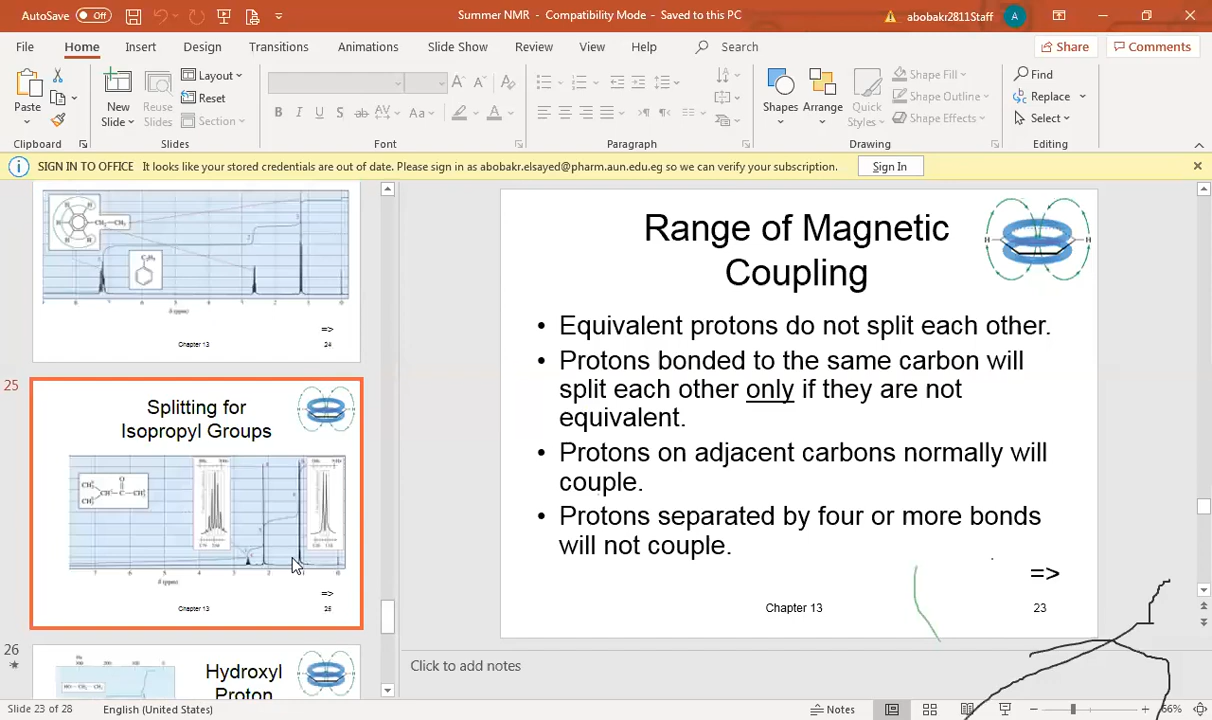 AutoSave Off
Summer NMR - Compatibility Mode - Saved to this PC
abobakr2811Staff A
File Home Insert Design Transitions Animations Slide Show Review View Help Search Share Comments
Paste
Clipboard
New
Slide
Reuse
Slides
Layout
Reset
Section
Slides
B I U S ab AV Aa A
Font
Paragraph
Shapes Arrange Quick
Styles
Shape Fill
Shape Outline
Shape Effects
Drawing
Find
Replace
Select
Editing
SIGN IN TO OFFICE It looks like your stored credentials are out of date. Please sign in as abobakr.elsayed@pharm.aun.edu.eg so we can verify your subscription. Sign In
=>
Chapter 13 24
25
Splitting for
Isopropyl Groups
=>
Chapter 13 25
26
Hydroxyl
Proton
Range of Magnetic
Coupling
H H
• Equivalent protons do not split each other.
• Protons bonded to the same carbon will
split each other only if they are not
equivalent.
• Protons on adjacent carbons normally will
couple.
• Protons separated by four or more bonds
will not couple.
=>
Chapter 13 23
Click to add notes
Slide 23 of 28 English (United States) Notes 66%